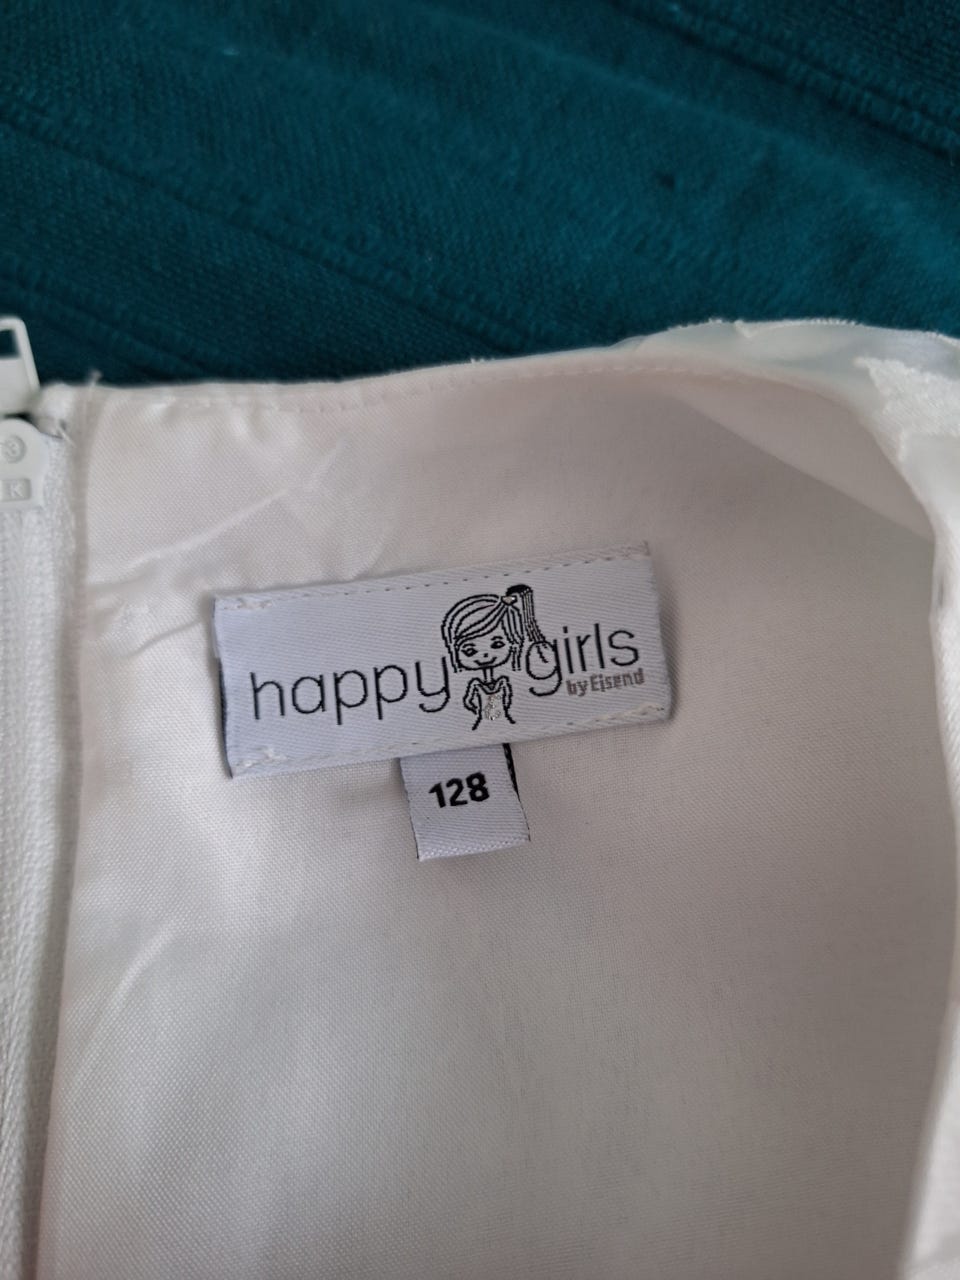 happy girls
by Eisend
128
K